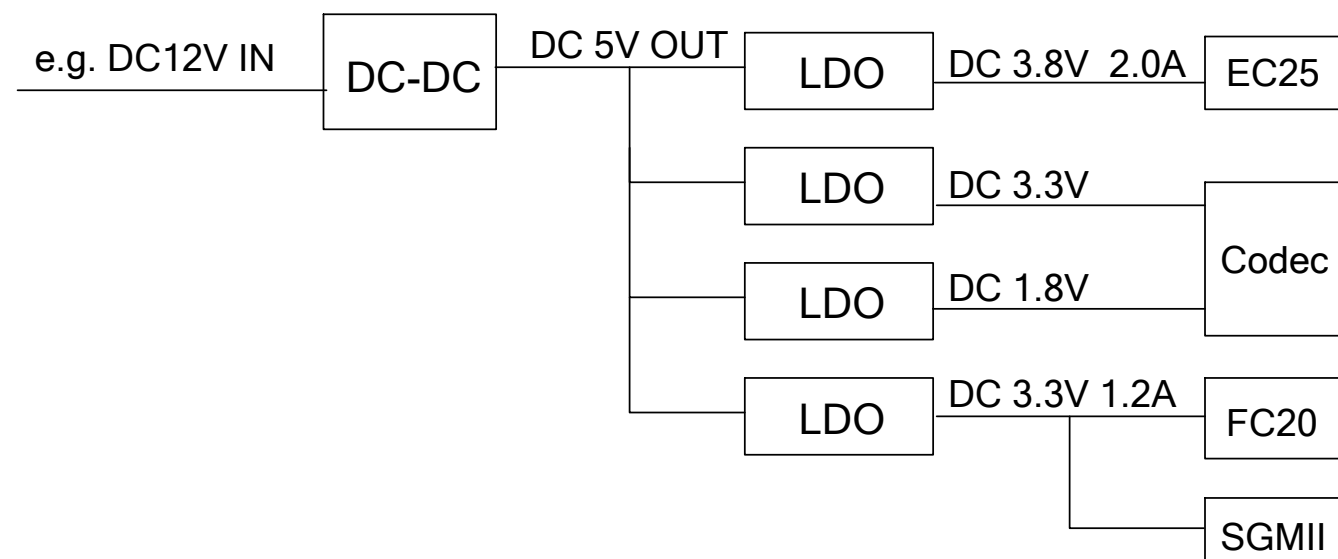 e.g. DC12V IN
DC-DC
DC 5V OUT
LDO
DC 3.8V 2.0A
EC25
LDO
DC 3.3V
Codec
LDO
DC 1.8V
LDO
DC 3.3V 1.2A
FC20
SGMII